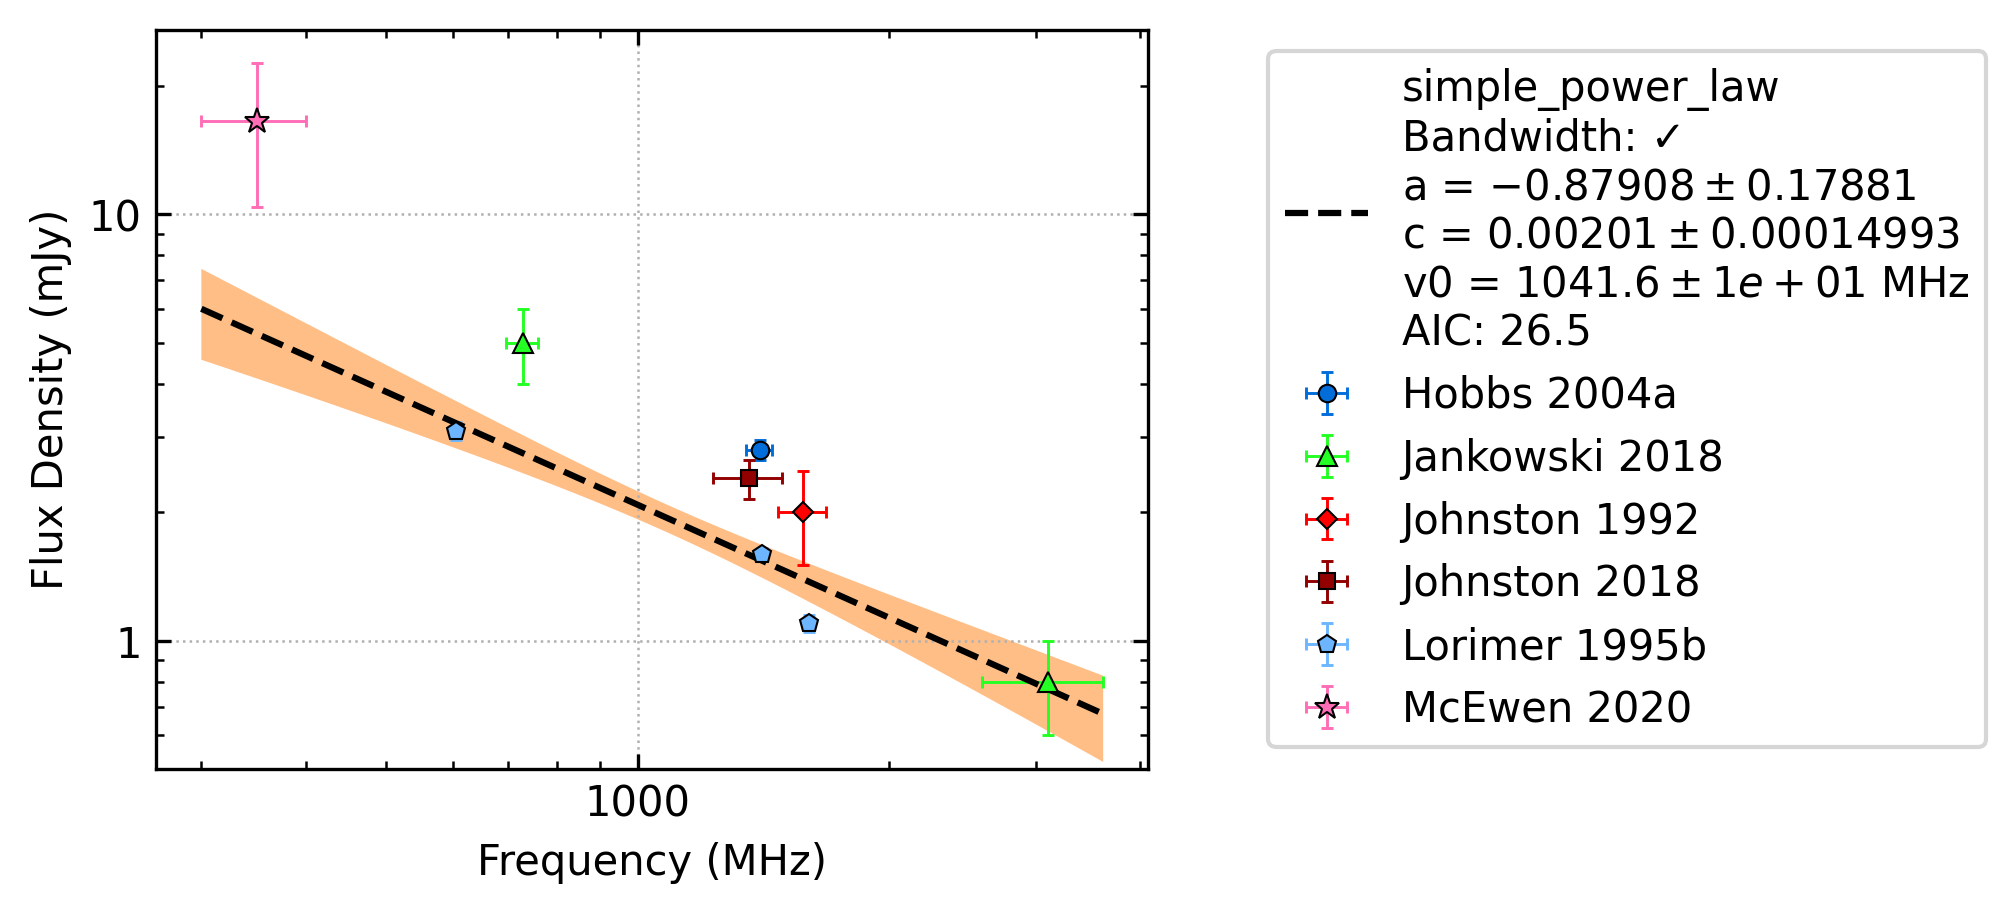 10
1
1000
Flux Density (mJy)
Frequency (MHz)
simple_power_law
Bandwidth: ✓
a = −0.87908 ± 0.17881
c = 0.00201 ± 0.00014993
v0 = 1041.6 ± 1e + 01 MHz
AIC: 26.5
Hobbs 2004a
Jankowski 2018
Johnston 1992
Johnston 2018
Lorimer 1995b
McEwen 2020